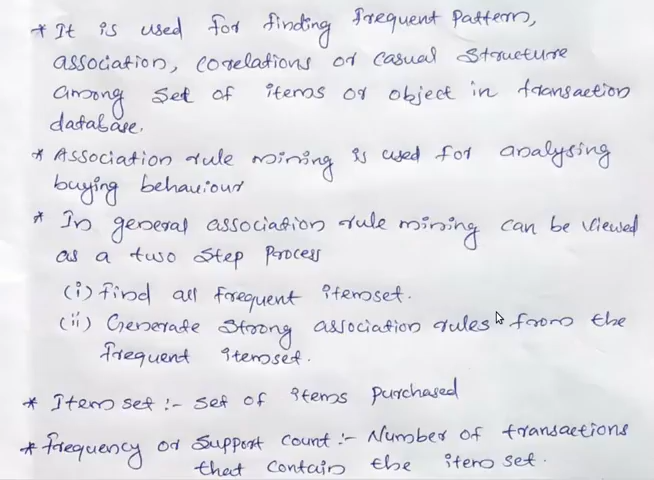 * It is used for finding frequent pattern,
association, corelations or casual structure
among set of items or object in transaction
database.
* Association rule mining is used for analysing
buying behaviour
* In general association rule mining can be viewed
as a two step process
(i) find all frequent itemset.
(ii) Generate strong association rules from the
frequent itemset.
* Item set :- set of items purchased
* frequency or support count :- Number of transactions
that contain the item set.